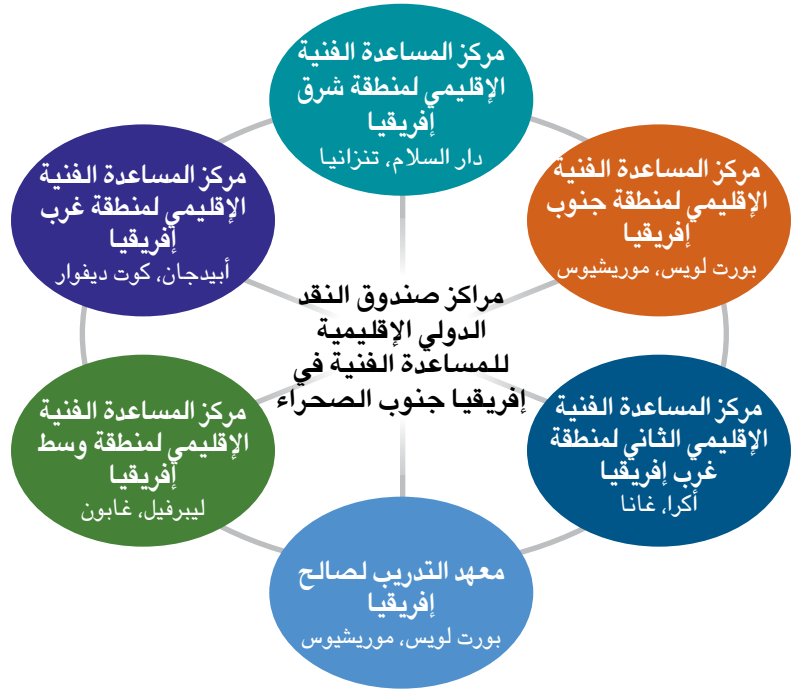 مركز المساعدة الفنية
الإقليمي لمنطقة شرق
إفريقيا
دار السلام، تنزانيا
مركز المساعدة الفنية
الإقليمي لمنطقة جنوب
إفريقيا
بورت لويس، موريشيوس
مركز المساعدة الفنية
الإقليمي الثاني لمنطقة
غرب إفريقيا
أكرا، غانا
معهد التدريب لصالح
إفريقيا
بورت لويس، موريشيوس
مركز المساعدة الفنية
الإقليمي لمنطقة وسط
إفريقيا
ليبرفيل، غابون
مركز المساعدة الفنية
الإقليمي لمنطقة غرب
إفريقيا
أبيدجان، كوت ديفوار
مراكز صندوق النقد
الدولي الإقليمية
للمساعدة الفنية في
إفريقيا جنوب الصحراء